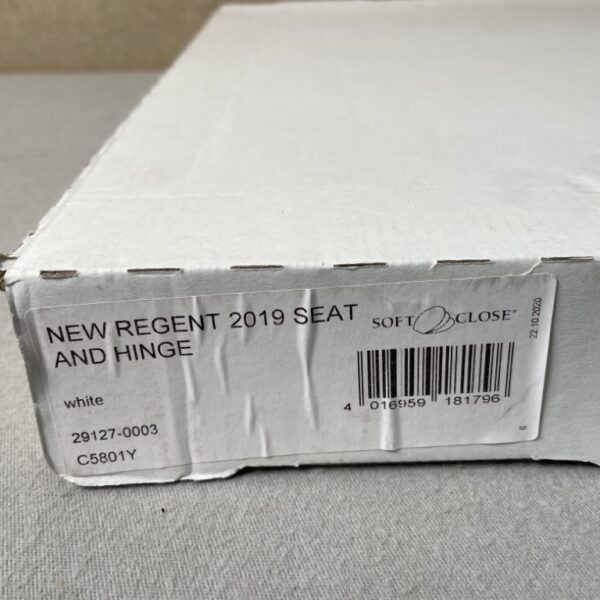 NEW REGENT 2019 SEAT
AND HINGE
SOFT CLOSE®
22.10.2020
white
4 016959 181796
29127-0003
C5801Y